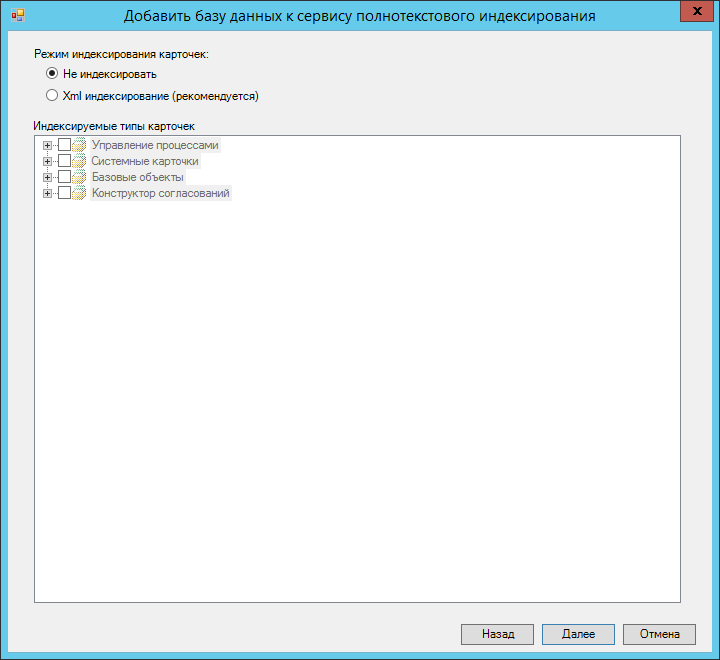 Добавить базу данных к сервису полнотекстового индексирования
Режим индексирования карточек:
Не индексировать
Xml индексирование (рекомендуется)
Индексируемые типы карточек
Управление процессами
Системные карточки
Базовые объекты
Конструктор согласований
Назад Далее Отмена